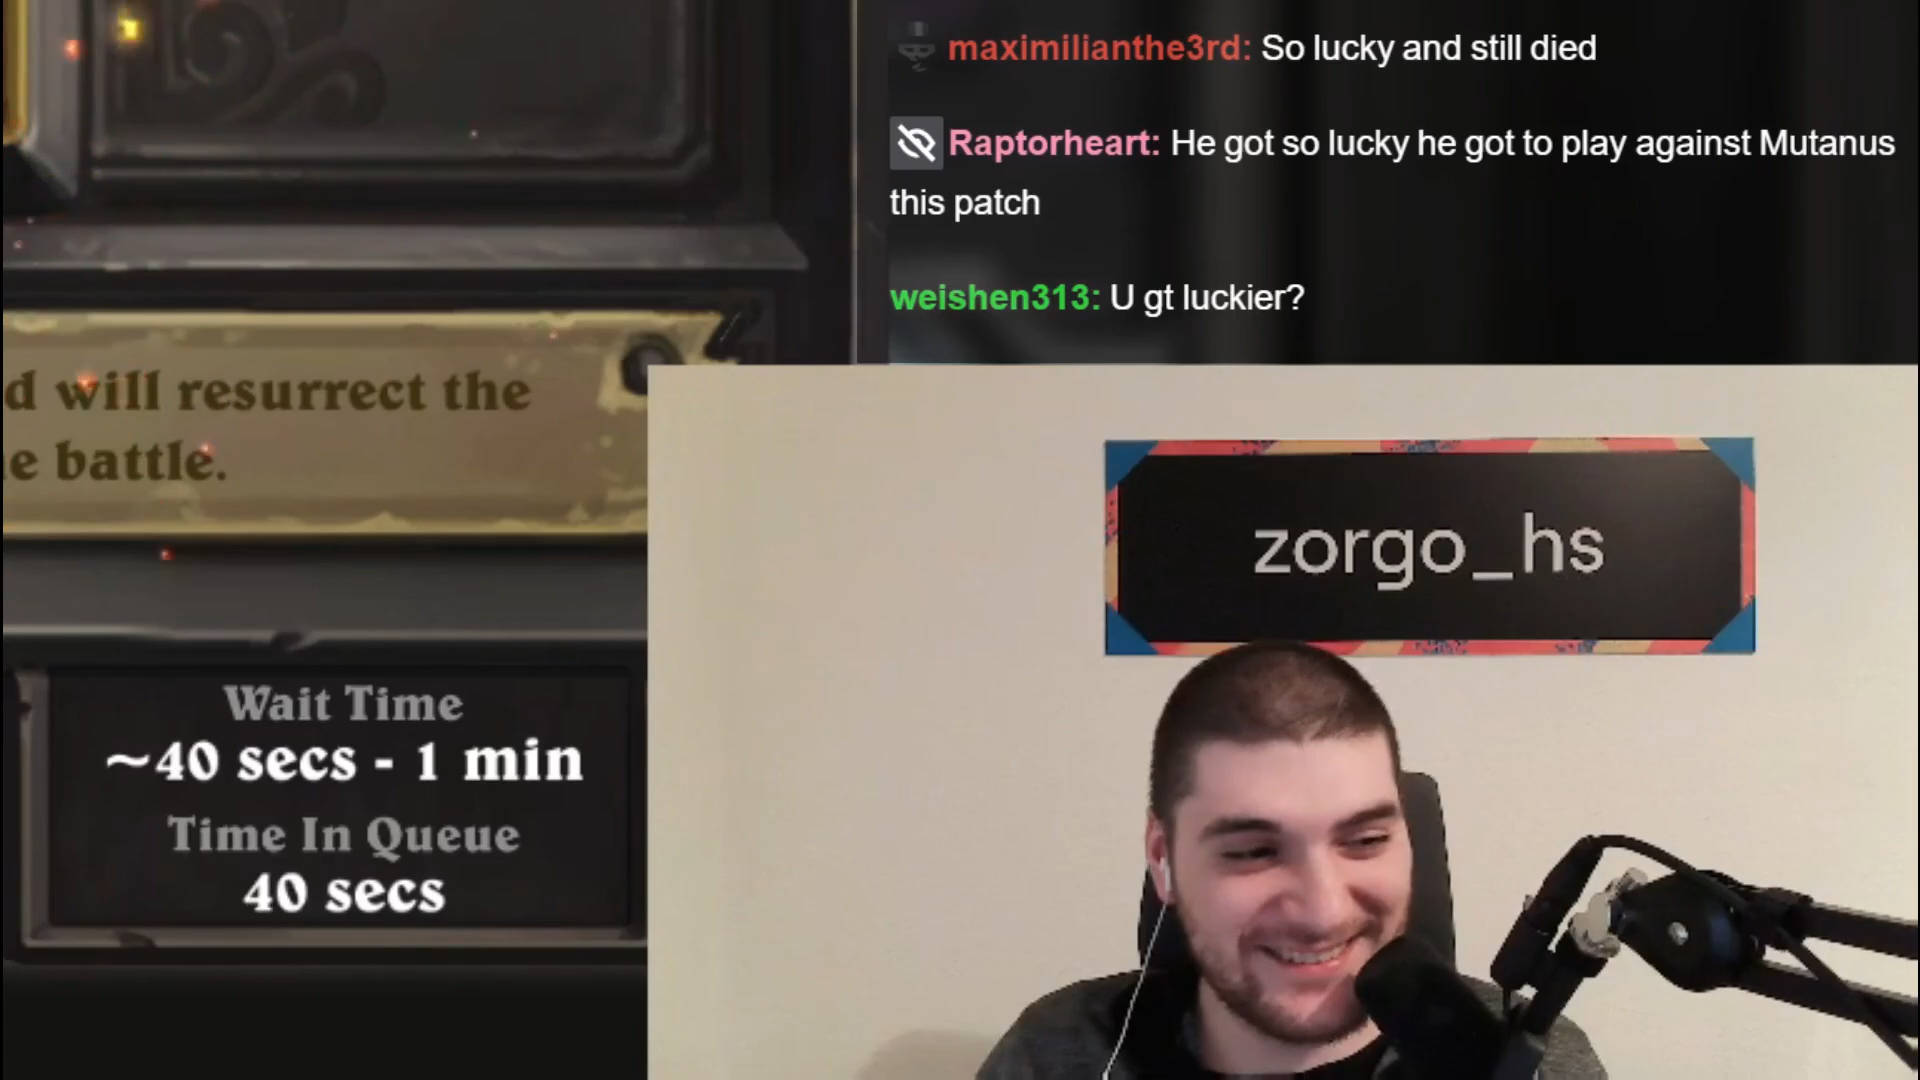 maximilianthe3rd: So lucky and still died
Raptorheart: He got so lucky he got to play against Mutanus
this patch
weishen313: U gt luckier?
d will resurrect the
e battle.
zorgo_hs
Wait Time
~40 secs - 1 min
Time In Queue
40 secs